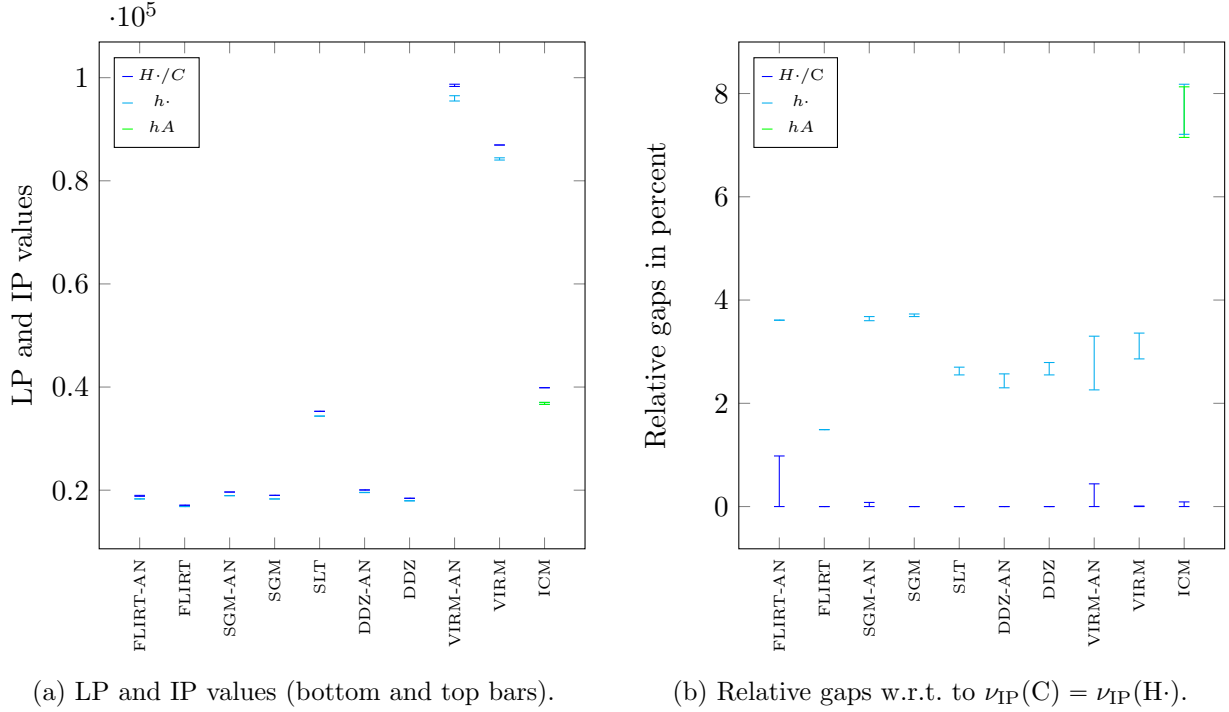 ·10⁵
1
0.8
0.6
0.4
0.2
LP and IP values
H·/C
h·
hA
FLIRT-AN
FLIRT
SGM-AN
SGM
SLT
DDZ-AN
DDZ
VIRM-AN
VIRM
ICM
(a) LP and IP values (bottom and top bars).
8
6
4
2
0
Relative gaps in percent
H·/C
h·
hA
FLIRT-AN
FLIRT
SGM-AN
SGM
SLT
DDZ-AN
DDZ
VIRM-AN
VIRM
ICM
(b) Relative gaps w.r.t. to ν_IP(C) = ν_IP(H·).